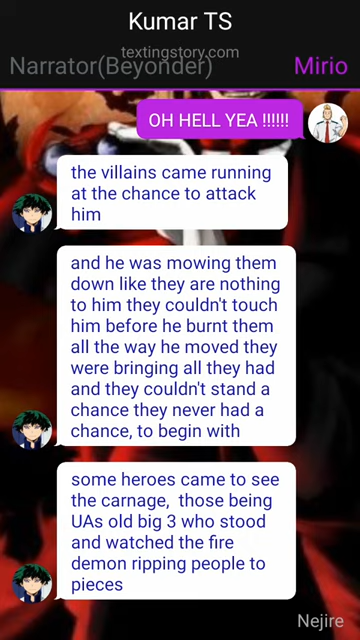 Kumar TS
textingstory.com
Narrator(Beyonder)
Mirio
OH HELL YEA !!!!!!
the villains came running
at the chance to attack
him
and he was mowing them
down like they are nothing
to him they couldn't touch
him before he burnt them
all the way he moved they
were bringing all they had
and they couldn't stand a
chance they never had a
chance, to begin with
some heroes came to see
the carnage,  those being
UAs old big 3 who stood
and watched the fire
demon ripping people to
pieces
Nejire